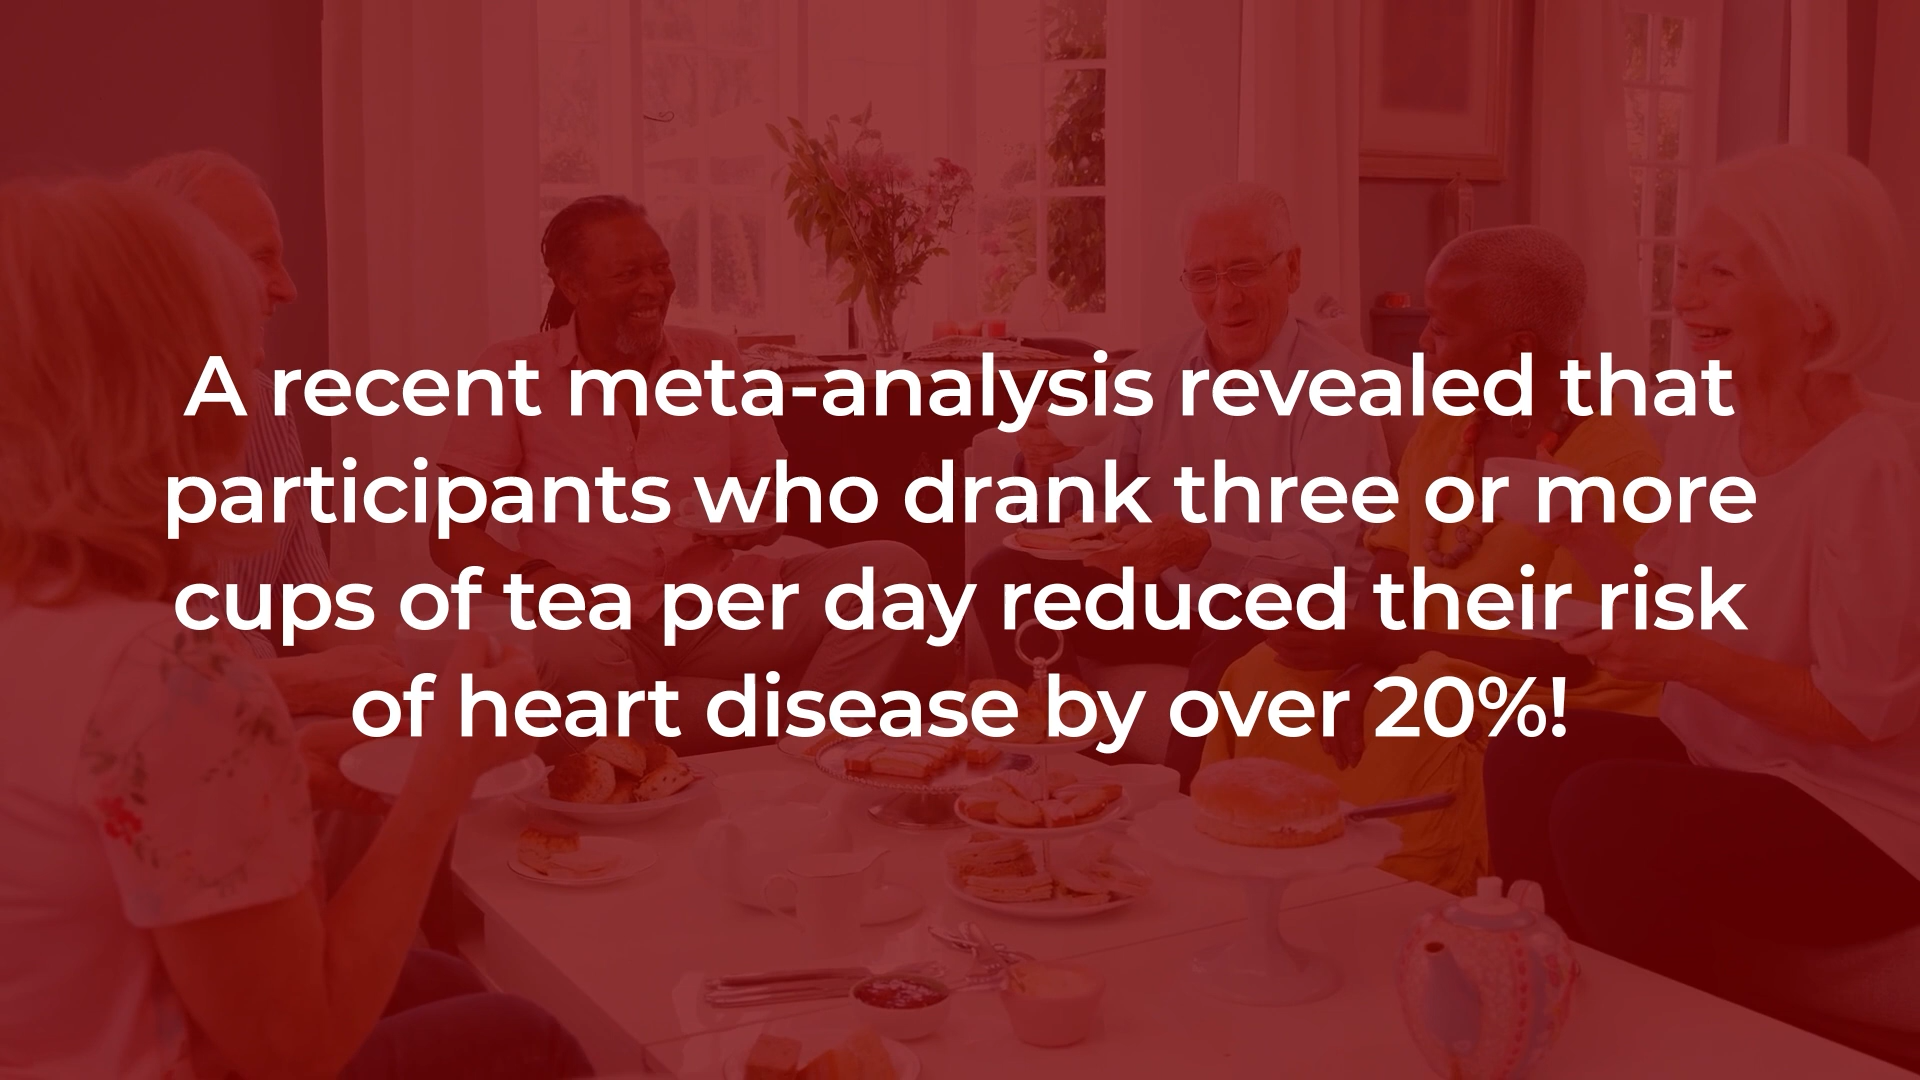 A recent meta-analysis revealed that
participants who drank three or more
cups of tea per day reduced their risk
of heart disease by over 20%!